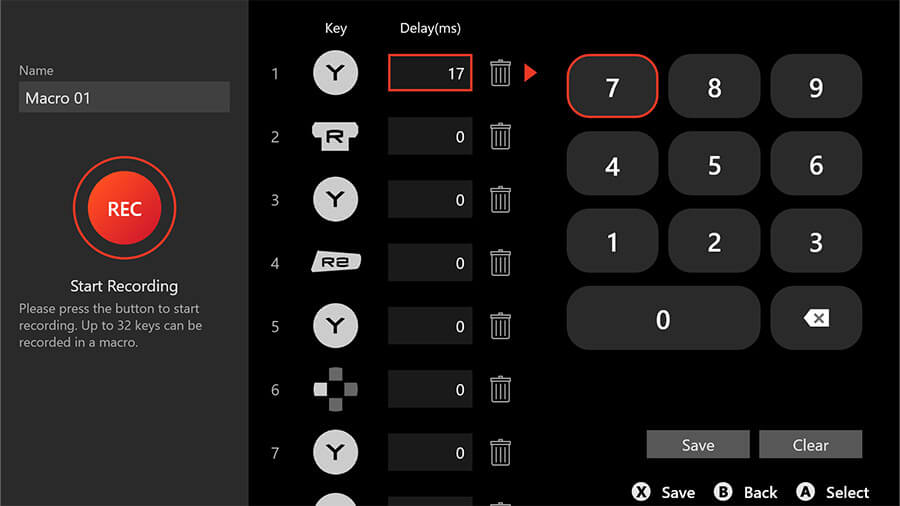 Name
Macro 01
REC
Start Recording
Please press the button to start
recording. Up to 32 keys can be
recorded in a macro.
Key Delay(ms)
1 Y 17
2 R 0
3 Y 0
4 R2 0
5 Y 0
6 0
7 Y 0
7 8 9
4 5 6
1 2 3
0
Save Clear
X Save B Back A Select